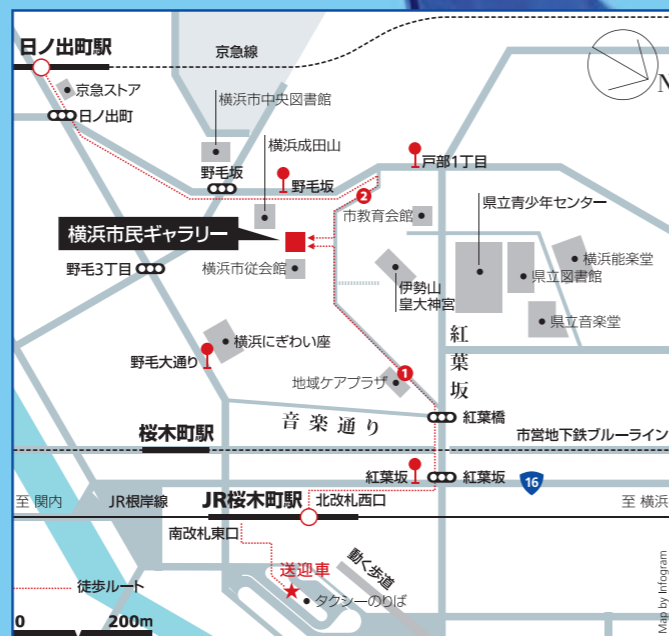 日ノ出町駅
京急線
N
京急ストア
日ノ出町
横浜市中央図書館
横浜成田山
野毛坂
野毛坂
戸部1丁目
2
市教育会館
県立青少年センター
横浜市民ギャラリー
横浜能楽堂
野毛3丁目
横浜市従会館
伊勢山
皇大神宮
県立図書館
県立音楽堂
横浜にぎわい座
紅葉坂
野毛大通り
地域ケアプラザ
1
音楽通り
紅葉橋
桜木町駅
市営地下鉄ブルーライン
紅葉坂
紅葉坂
16
至 関内
JR根岸線
JR桜木町駅
北改札西口
至 横浜
南改札東口
動く歩道
送迎車
タクシーのりば
徒歩ルート
0
200m
Map by Infogram